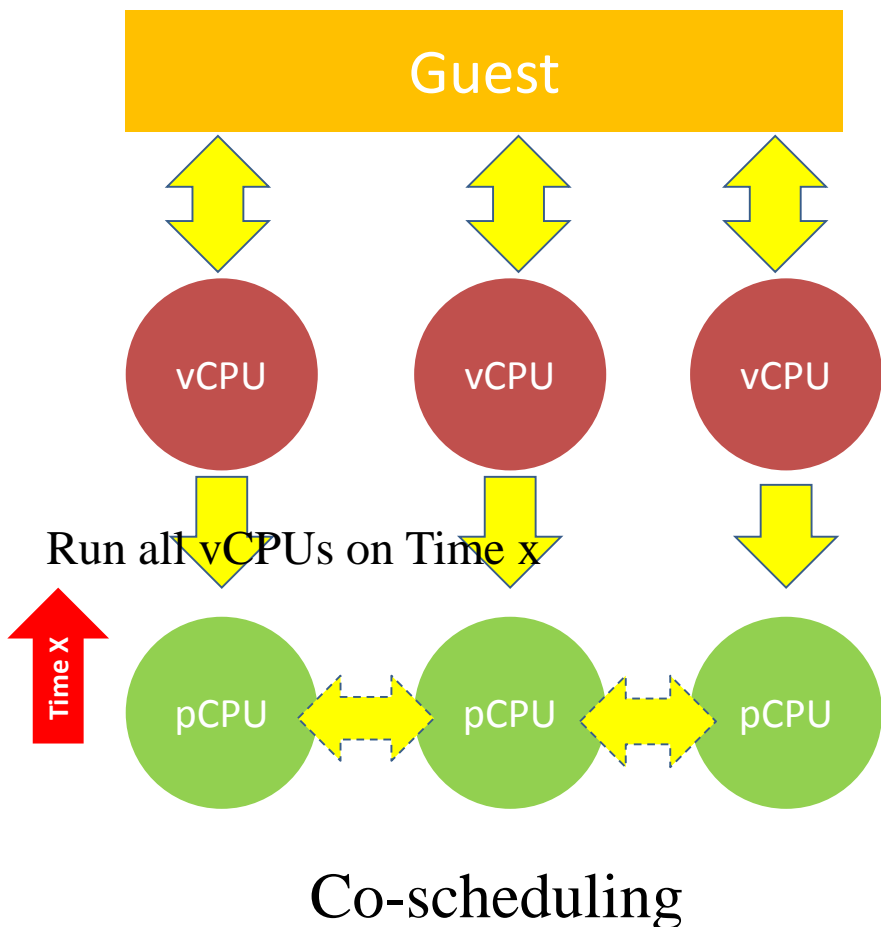 Guest
vCPU vCPU vCPU
Run all vCPUs on Time x
Time X
pCPU pCPU pCPU
Co-scheduling